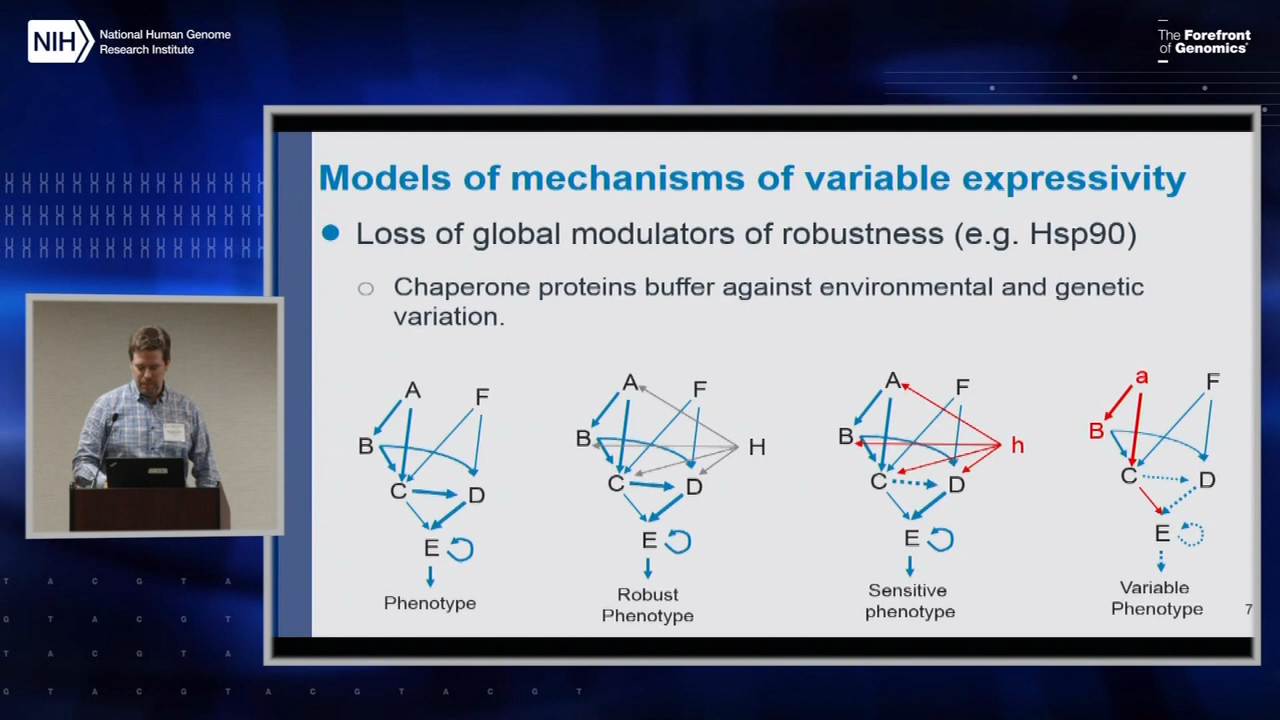 NIH
National Human Genome
Research Institute
The Forefront
of Genomics®
Models of mechanisms of variable expressivity
Loss of global modulators of robustness (e.g. Hsp90)
Chaperone proteins buffer against environmental and genetic
variation.
A F
B
C D
E
Phenotype
A F
B H
C D
E
Robust
Phenotype
A F
B h
C D
E
Sensitive
phenotype
a F
B
C D
E
Variable
Phenotype
7
T A C G T A
G T A C G T
T A C G T A
G T A C G T A C G T A C G T